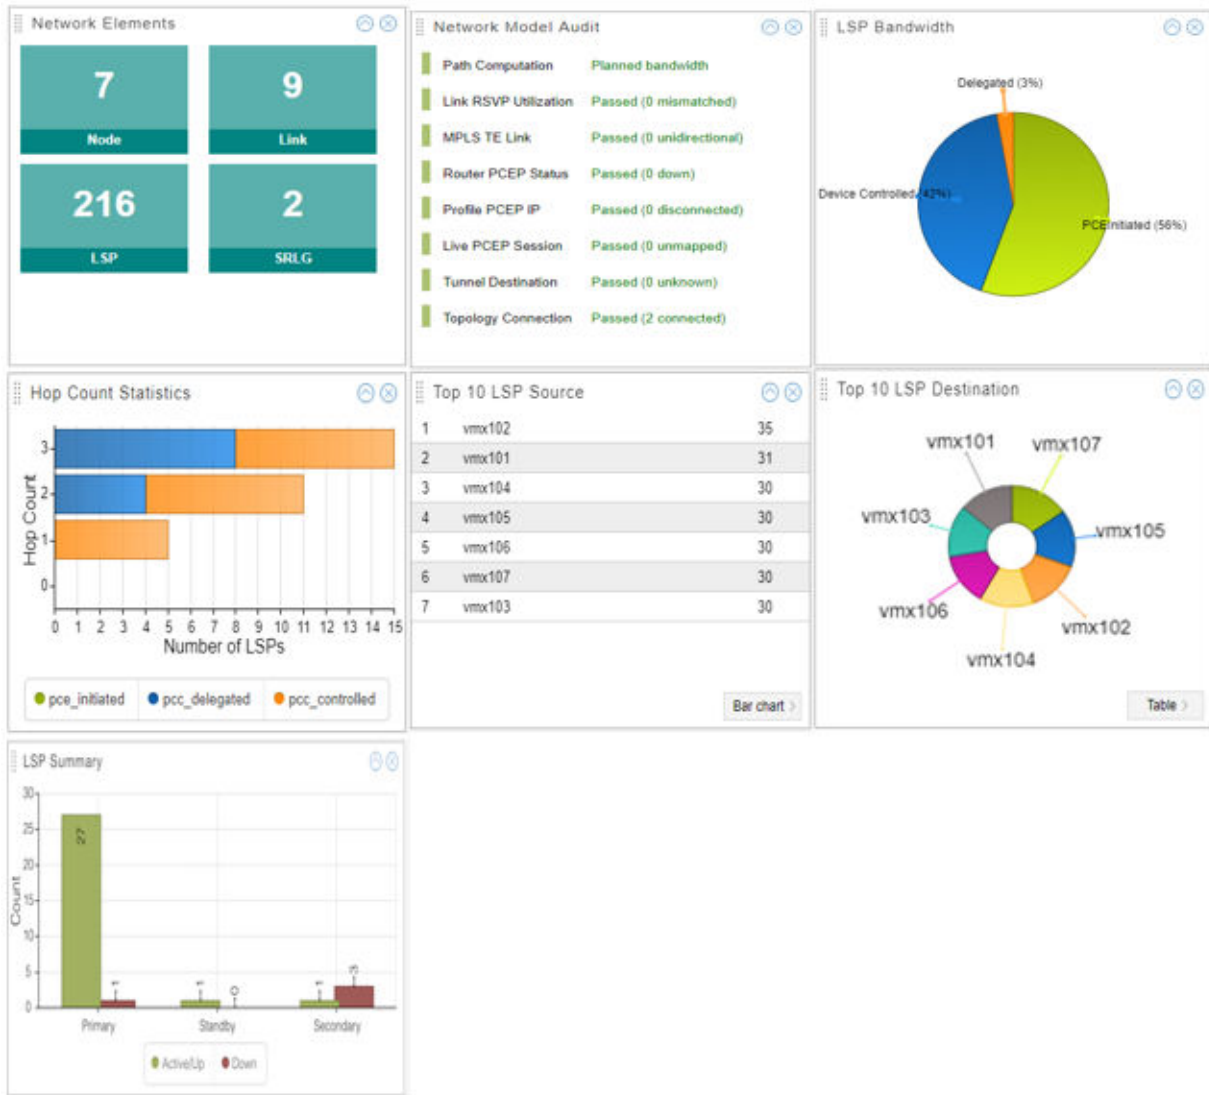 Network Elements
7
Node
9
Link
216
LSP
2
SRLG
Network Model Audit
Path Computation Planned bandwidth
Link RSVP Utilization Passed (0 mismatched)
MPLS TE Link Passed (0 unidirectional)
Router PCEP Status Passed (0 down)
Profile PCEP IP Passed (0 disconnected)
Live PCEP Session Passed (0 unmapped)
Tunnel Destination Passed (0 unknown)
Topology Connection Passed (2 connected)
LSP Bandwidth
Delegated (3%)
Device Controlled (42%)
PCEInitiated (56%)
Hop Count Statistics
Hop Count
3
2
1
0
0 1 2 3 4 5 6 7 8 9 10 11 12 13 14 15
Number of LSPs
pce_initiated pcc_delegated pcc_controlled
Top 10 LSP Source
1 vmx102 35
2 vmx101 31
3 vmx104 30
4 vmx105 30
5 vmx106 30
6 vmx107 30
7 vmx103 30
Bar chart >
Top 10 LSP Destination
vmx101
vmx107
vmx103
vmx105
vmx106
vmx102
vmx104
Table >
LSP Summary
Count
30
25
20
15
10
5
0
27
1
1
0
1
3
Primary Standby Secondary
Active/Up Down